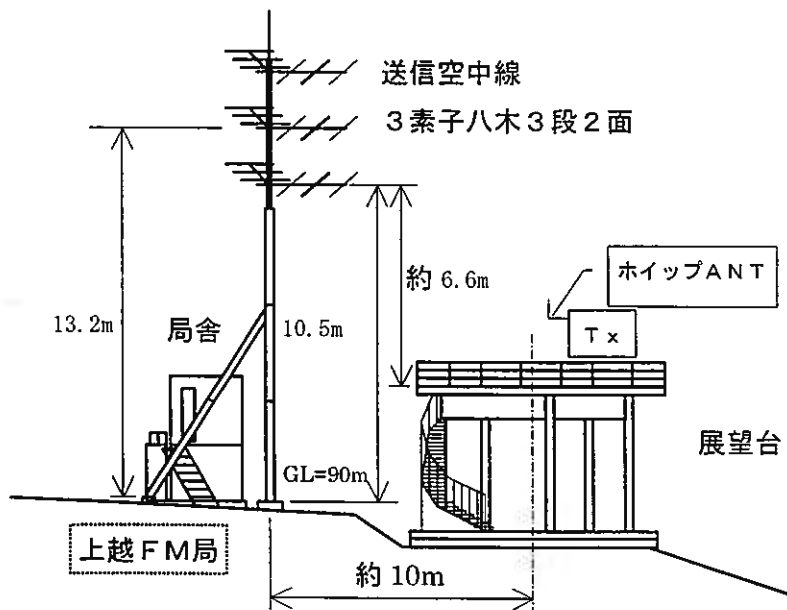 送信空中線
3素子八木3段2面
約 6.6m
ホイップANT
Tx
13.2m
局舎
10.5m
展望台
GL=90m
上越FM局
約 10m